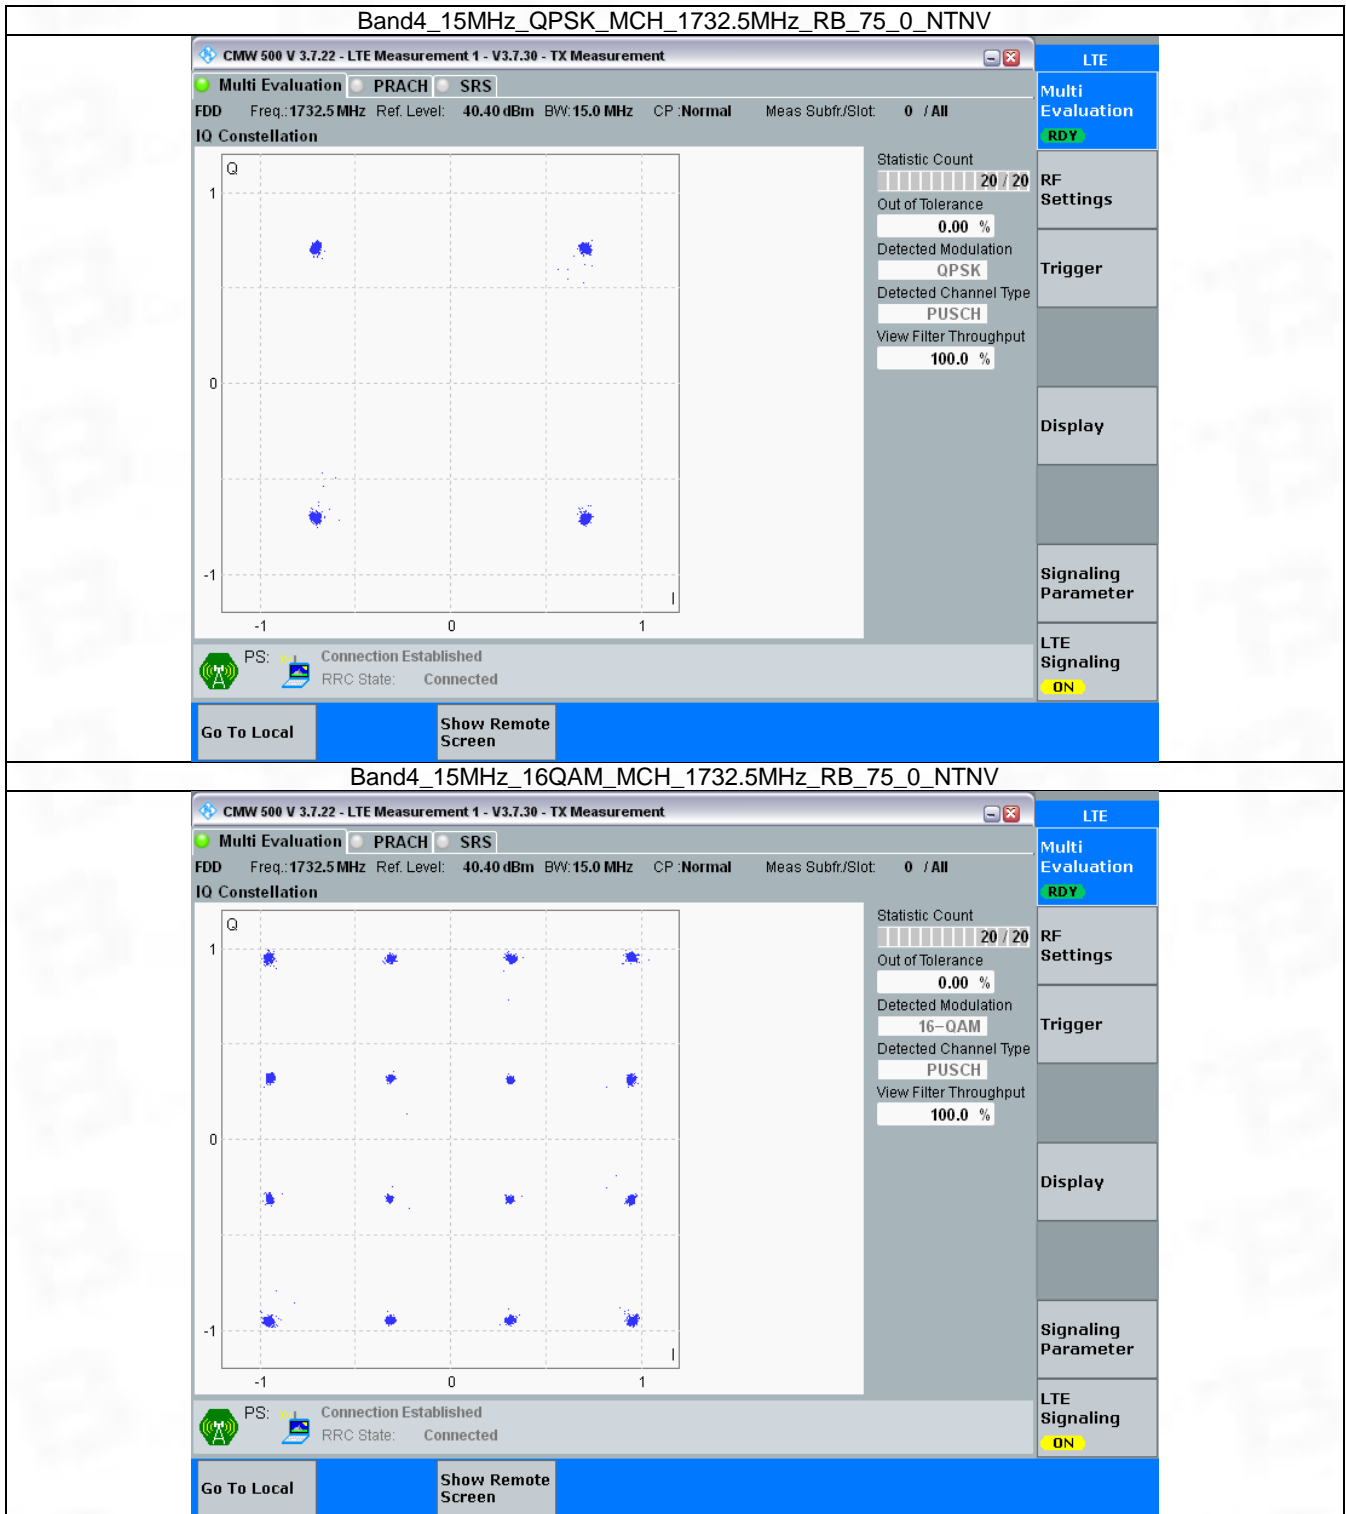 Band4_15MHz_QPSK_MCH_1732.5MHz_RB_75_0_NTNV
CMW 500 V 3.7.22 - LTE Measurement 1 - V3.7.30 - TX Measurement
LTE
Multi Evaluation PRACH SRS
Multi
Evaluation
RDY
FDD Freq.: 1732.5 MHz Ref. Level: 40.40 dBm BW: 15.0 MHz CP : Normal Meas Subfr./Slot: 0 / All
IQ Constellation
Q
1
0
-1
I
-1 0 1
Statistic Count
20 / 20
Out of Tolerance
0.00 %
Detected Modulation
QPSK
Detected Channel Type
PUSCH
View Filter Throughput
100.0 %
RF
Settings
Trigger
Display
Signaling
Parameter
LTE
Signaling
ON
PS: Connection Established
RRC State: Connected
Go To Local
Show Remote
Screen
Band4_15MHz_16QAM_MCH_1732.5MHz_RB_75_0_NTNV
CMW 500 V 3.7.22 - LTE Measurement 1 - V3.7.30 - TX Measurement
LTE
Multi Evaluation PRACH SRS
Multi
Evaluation
RDY
FDD Freq.: 1732.5 MHz Ref. Level: 40.40 dBm BW: 15.0 MHz CP : Normal Meas Subfr./Slot: 0 / All
IQ Constellation
Q
1
0
-1
I
-1 0 1
Statistic Count
20 / 20
Out of Tolerance
0.00 %
Detected Modulation
16-QAM
Detected Channel Type
PUSCH
View Filter Throughput
100.0 %
RF
Settings
Trigger
Display
Signaling
Parameter
LTE
Signaling
ON
PS: Connection Established
RRC State: Connected
Go To Local
Show Remote
Screen